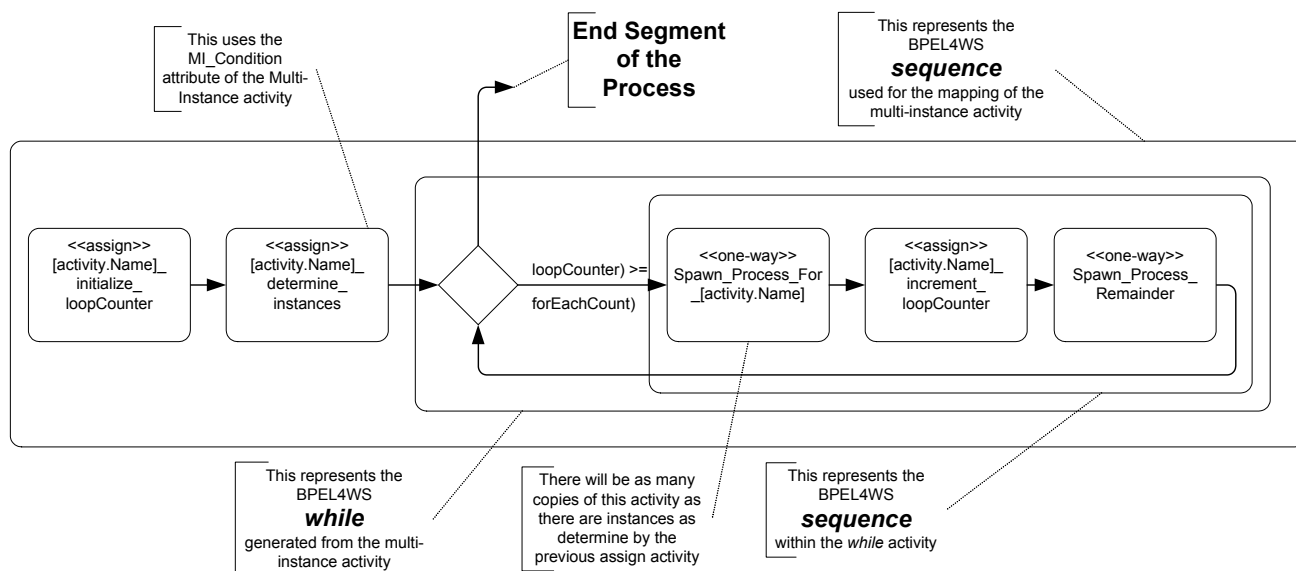 This uses the
MI_Condition
attribute of the Multi-
Instance activity
End Segment
of the
Process
This represents the
BPEL4WS
sequence
used for the mapping of the
multi-instance activity
<<assign>>
[activity.Name]_
initialize_
loopCounter
<<assign>>
[activity.Name]_
determine_
instances
loopCounter) >=
forEachCount)
<<one-way>>
Spawn_Process_For
_[activity.Name]
<<assign>>
[activity.Name]_
increment_
loopCounter
<<one-way>>
Spawn_Process_
Remainder
This represents the
BPEL4WS
while
generated from the multi-
instance activity
There will be as many
copies of this activity as
there are instances as
determine by the
previous assign activity
This represents the
BPEL4WS
sequence
within the while activity